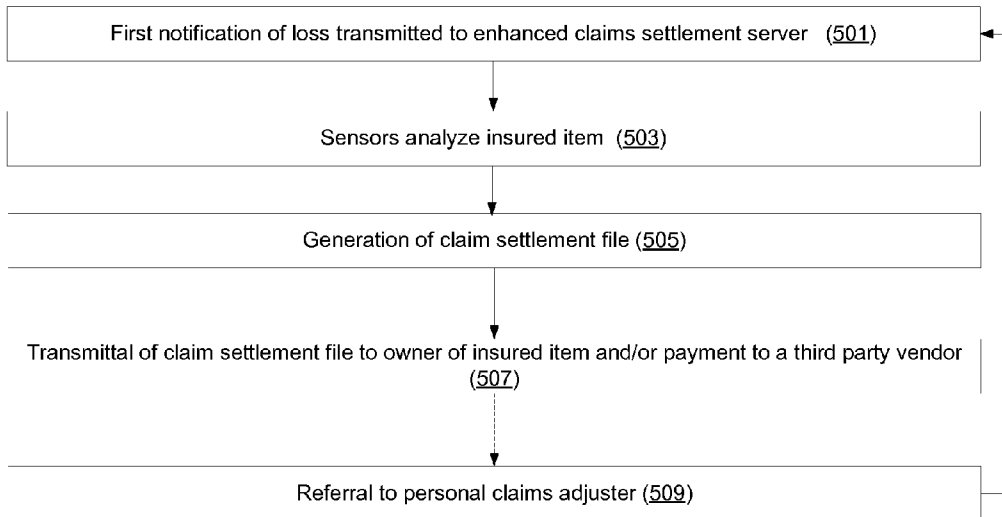 First notification of loss transmitted to enhanced claims settlement server (501)
Sensors analyze insured item (503)
Generation of claim settlement file (505)
Transmittal of claim settlement file to owner of insured item and/or payment to a third party vendor
(507)
Referral to personal claims adjuster (509)